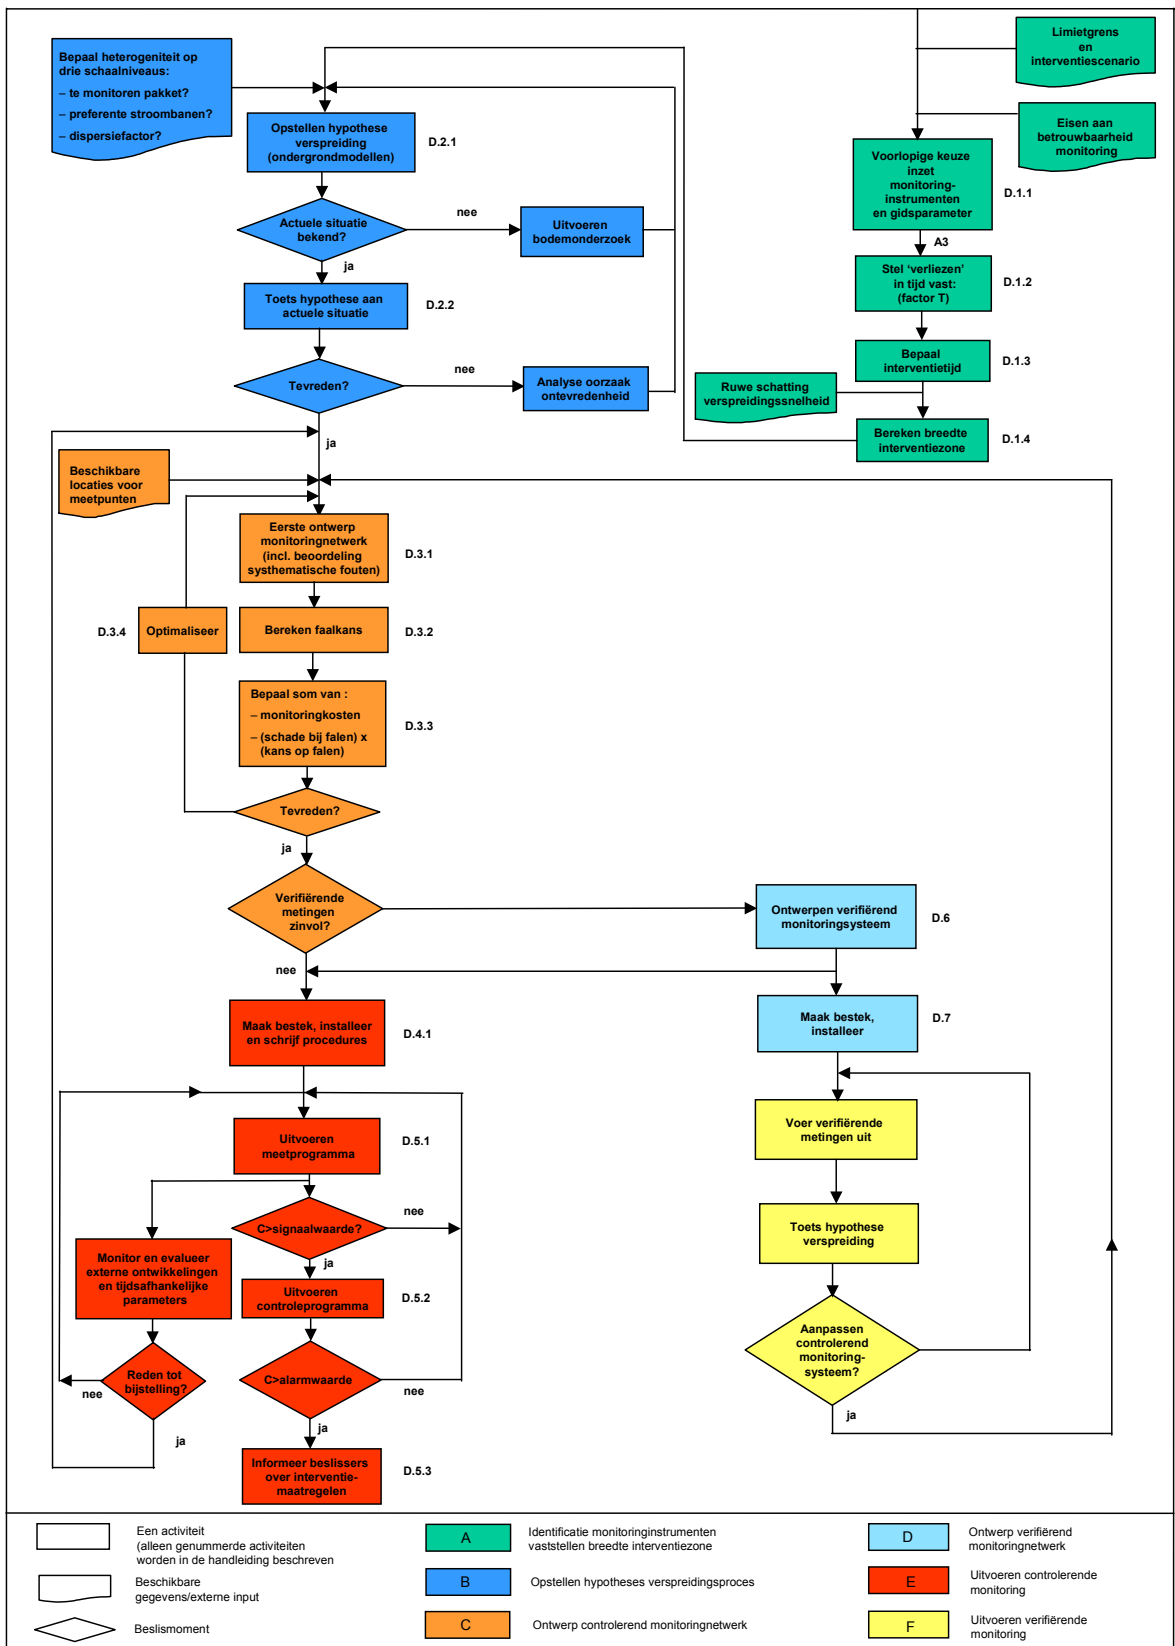 Limietgrens
en
interventiescenario
Bepaal heterogeniteit op
drie schaalniveaus:
– te monitoren pakket?
– preferente stroombanen?
– dispersiefactor?
Eisen aan
betrouwbaarheid
monitoring
Opstellen hypothese
verspreiding
(ondergrondmodellen)
D.2.1
Voorlopige keuze
inzet
monitoring-
instrumenten
en gidsparameter
D.1.1
Actuele situatie
bekend?
nee
Uitvoeren
bodemonderzoek
A3
ja
Stel ‘verliezen’
in tijd vast:
(factor T)
D.1.2
Toets hypothese aan
actuele situatie
D.2.2
Bepaal
interventietijd
D.1.3
Tevreden?
nee
Analyse oorzaak
ontevredenheid
Ruwe schatting
verspreidingssnelheid
ja
Bereken breedte
interventiezone
D.1.4
Beschikbare
locaties voor
meetpunten
Eerste ontwerp
monitoringnetwerk
(incl. beoordeling
systhematische fouten)
D.3.1
D.3.4
Optimaliseer
Bereken faalkans
D.3.2
Bepaal som van :
– monitoringkosten
– (schade bij falen) x
(kans op falen)
D.3.3
Tevreden?
ja
Verifiërende
metingen
zinvol?
Ontwerpen verifiërend
monitoringsysteem
D.6
nee
Maak bestek, installeer
en schrijf procedures
D.4.1
Maak bestek,
installeer
D.7
Uitvoeren
meetprogramma
D.5.1
Voer verifiërende
metingen uit
C>signaalwaarde?
nee
Toets hypothese
verspreiding
Monitor en evalueer
externe ontwikkelingen
en tijdsafhankelijke
parameters
ja
Uitvoeren
controleprogramma
D.5.2
Aanpassen
controlerend
monitoring-
systeem?
Reden tot
bijstelling?
nee
C>alarmwaarde
nee
ja
ja
ja
Informeer beslissers
over interventie-
maatregelen
D.5.3
Een activiteit
(alleen genummerde activiteiten
worden in de handleiding beschreven
A
Identificatie monitoringinstrumenten
vaststellen breedte interventiezone
D
Ontwerp verifiërend
monitoringnetwerk
Beschikbare
gegevens/externe input
B
Opstellen hypotheses verspreidingsproces
E
Uitvoeren controlerende
monitoring
Beslismoment
C
Ontwerp controlerend monitoringnetwerk
F
Uitvoeren verifiërende
monitoring